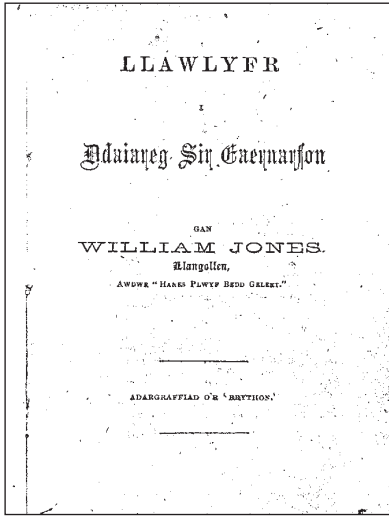 LLAWLYFR
I
Ddaiareg Sir Gaernarfon
GAN
WILLIAM JONES.
Llangollen,
AWDWR "HANES PLWYF BEDD GELERT."
ADARGRAFFIAD O'R 'BRYTHON.'